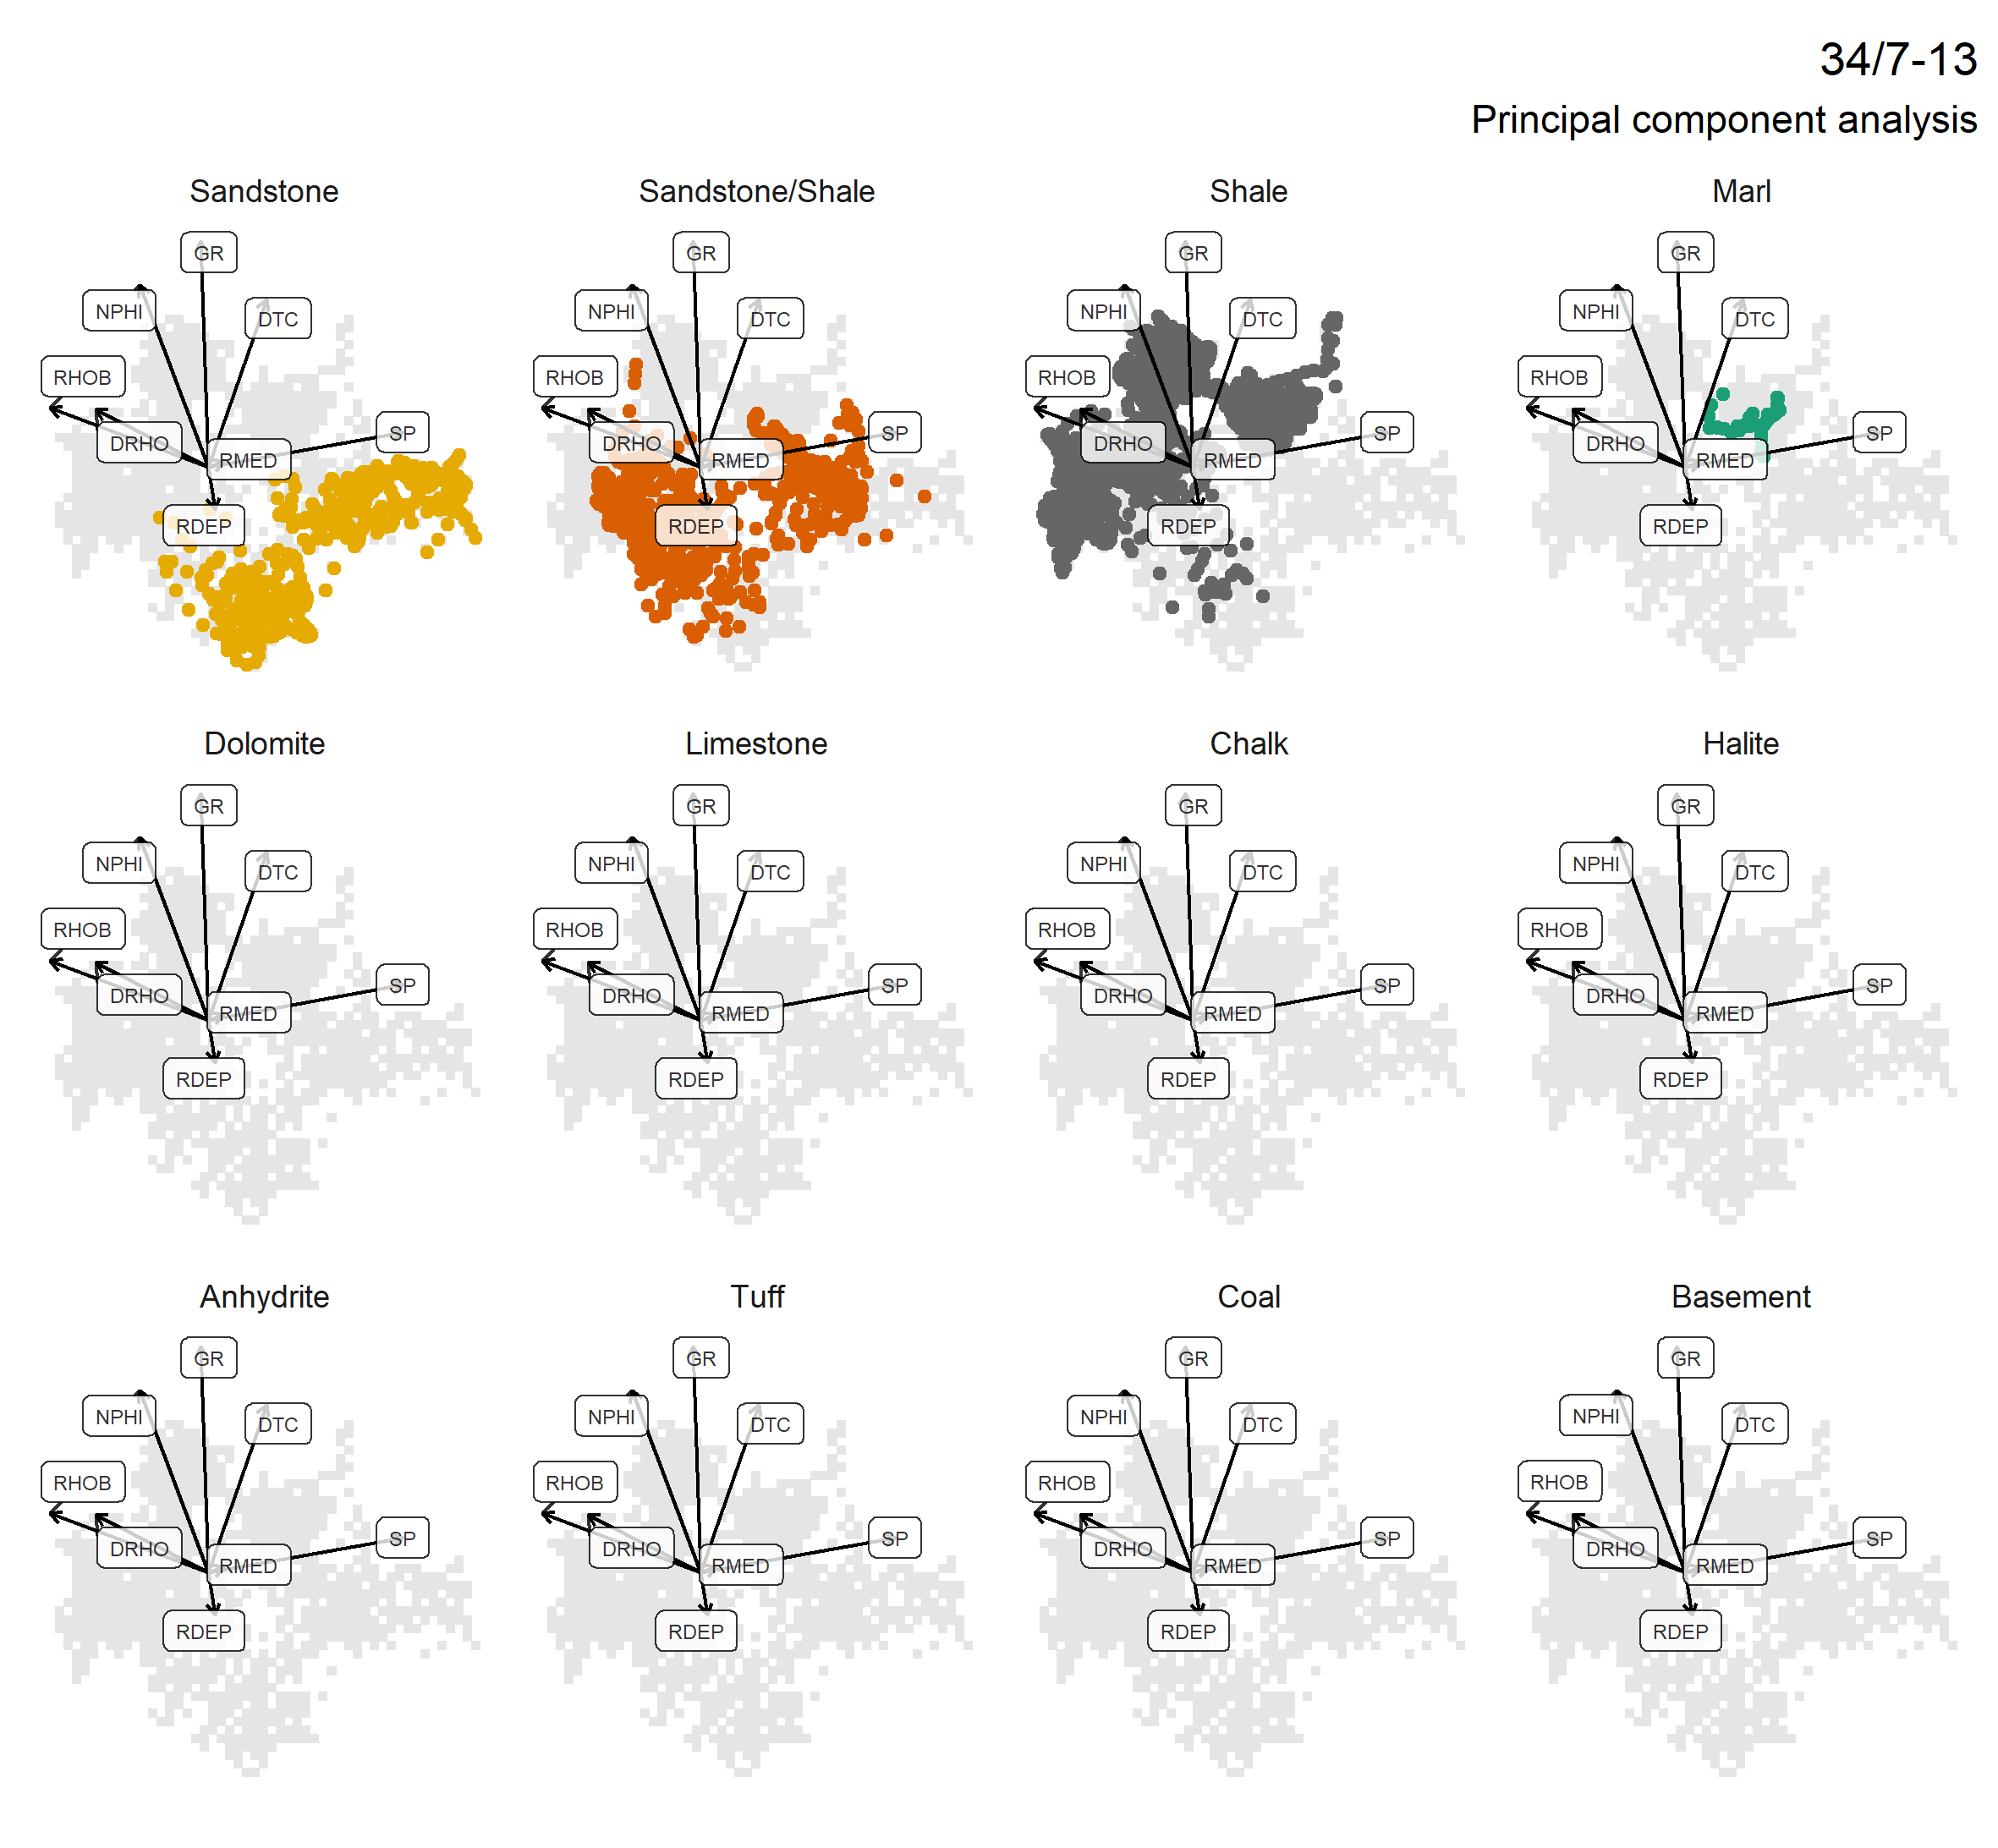 34/7-13
Principal component analysis
Sandstone
Sandstone/Shale
Shale
Marl
GR
NPHI
DTC
RHOB
SP
DRHO
RMED
RDEP
GR
NPHI
DTC
RHOB
SP
DRHO
RMED
RDEP
GR
NPHI
DTC
RHOB
SP
DRHO
RMED
RDEP
GR
NPHI
DTC
RHOB
SP
DRHO
RMED
RDEP
Dolomite
Limestone
Chalk
Halite
GR
NPHI
DTC
RHOB
SP
DRHO
RMED
RDEP
GR
NPHI
DTC
RHOB
SP
DRHO
RMED
RDEP
GR
NPHI
DTC
RHOB
SP
DRHO
RMED
RDEP
GR
NPHI
DTC
RHOB
SP
DRHO
RMED
RDEP
Anhydrite
Tuff
Coal
Basement
GR
NPHI
DTC
RHOB
SP
DRHO
RMED
RDEP
GR
NPHI
DTC
RHOB
SP
DRHO
RMED
RDEP
GR
NPHI
DTC
RHOB
SP
DRHO
RMED
RDEP
GR
NPHI
DTC
RHOB
SP
DRHO
RMED
RDEP